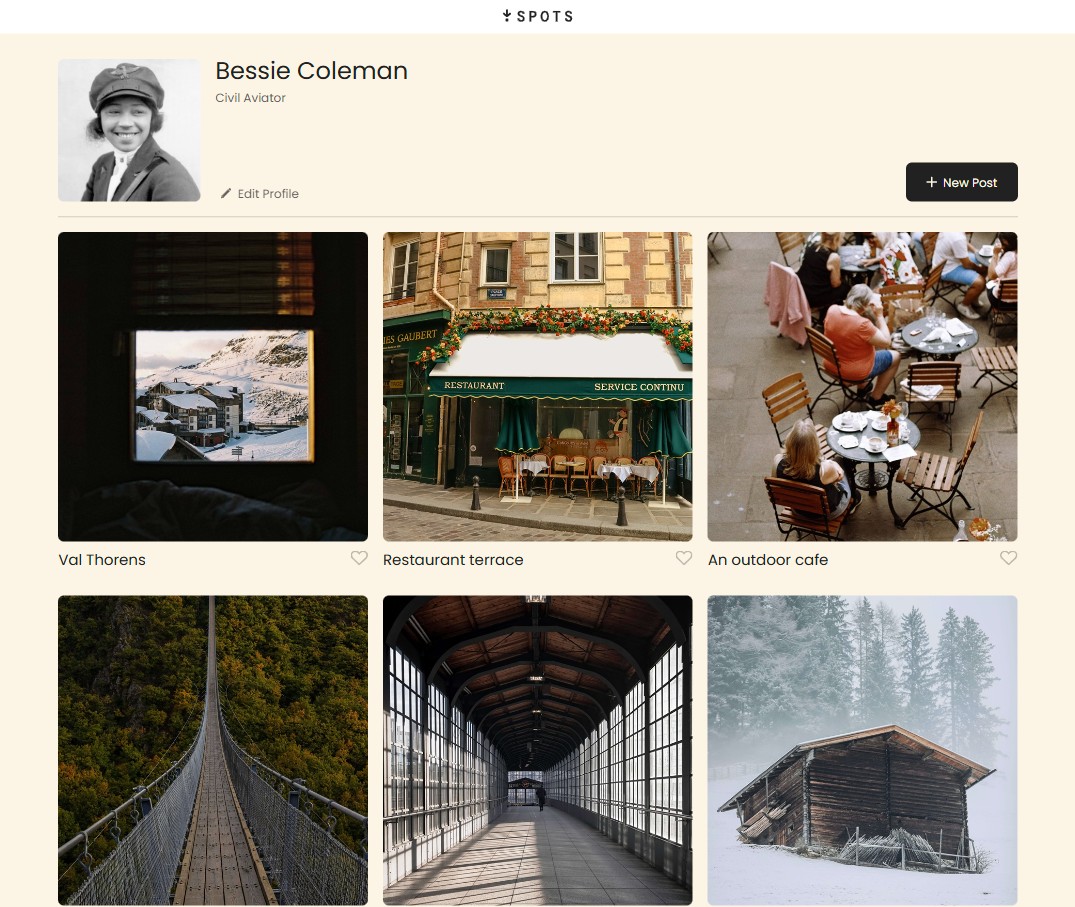 SPOTS
Bessie Coleman
Civil Aviator
Edit Profile
New Post
ES GAUBERT
RESTAURANT
SERVICE CONTINU
Val Thorens
Restaurant terrace
An outdoor cafe